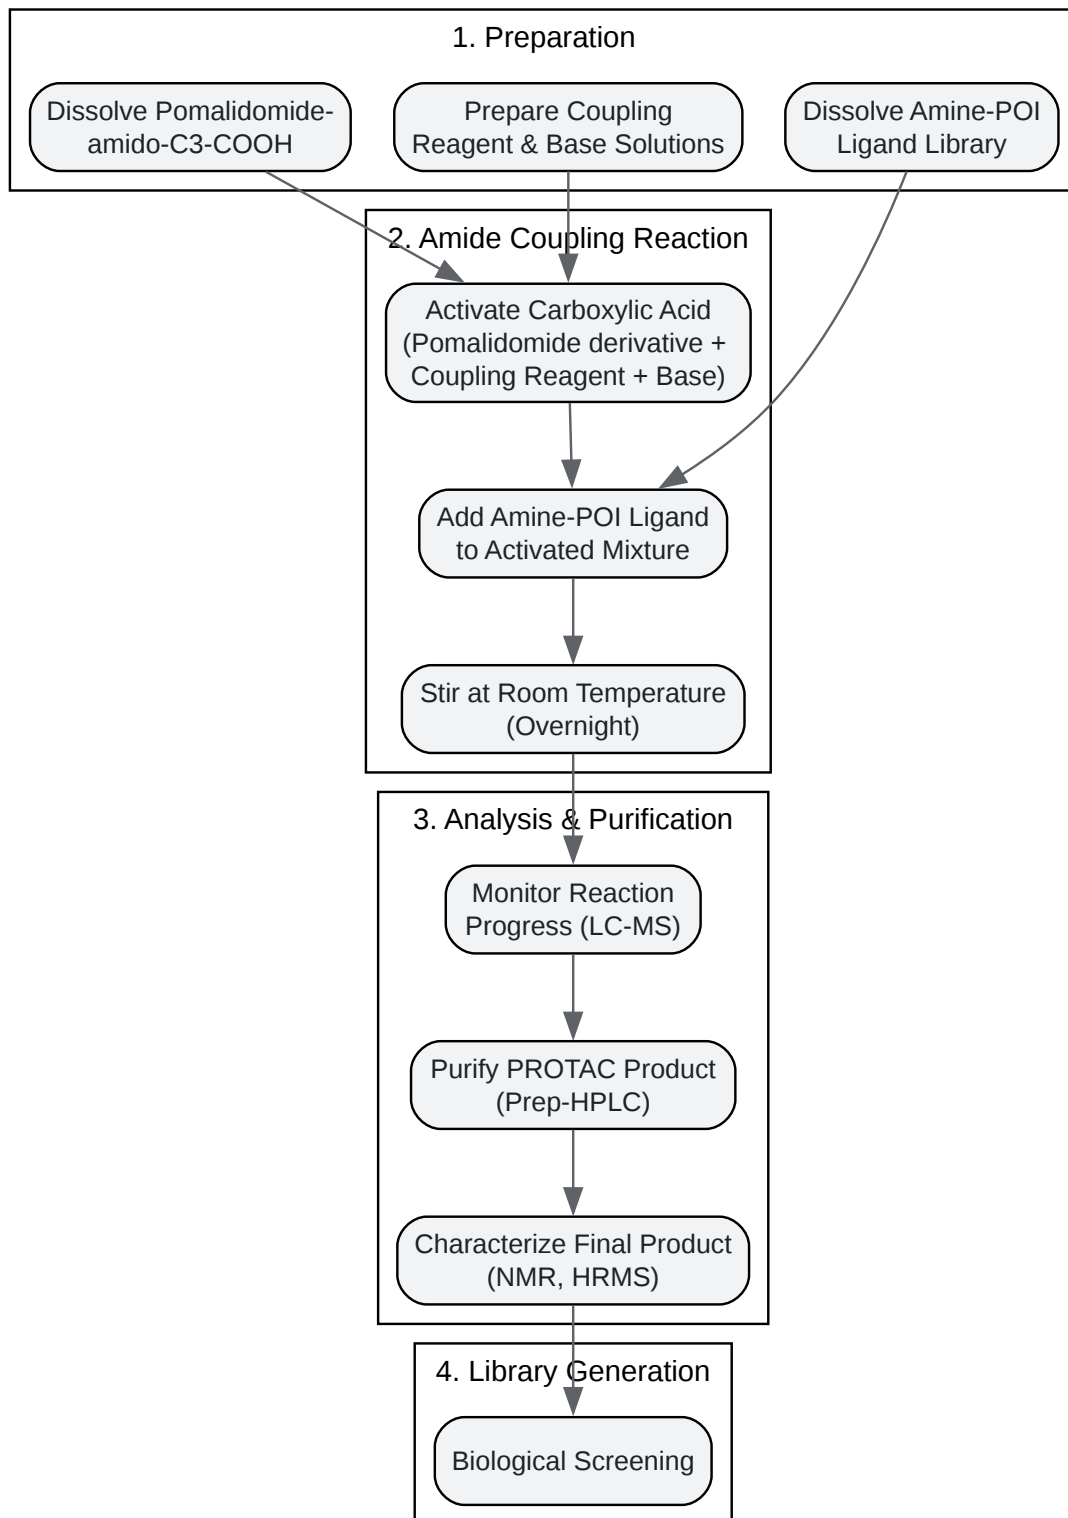 1. Preparation
Dissolve Pomalidomide-
amido-C3-COOH
Prepare Coupling
Reagent & Base Solutions
Dissolve Amine-POI
Ligand Library
2. Amide Coupling Reaction
Activate Carboxylic Acid
(Pomalidomide derivative +
Coupling Reagent + Base)
Add Amine-POI Ligand
to Activated Mixture
Stir at Room Temperature
(Overnight)
3. Analysis & Purification
Monitor Reaction
Progress (LC-MS)
Purify PROTAC Product
(Prep-HPLC)
Characterize Final Product
(NMR, HRMS)
4. Library Generation
Biological Screening